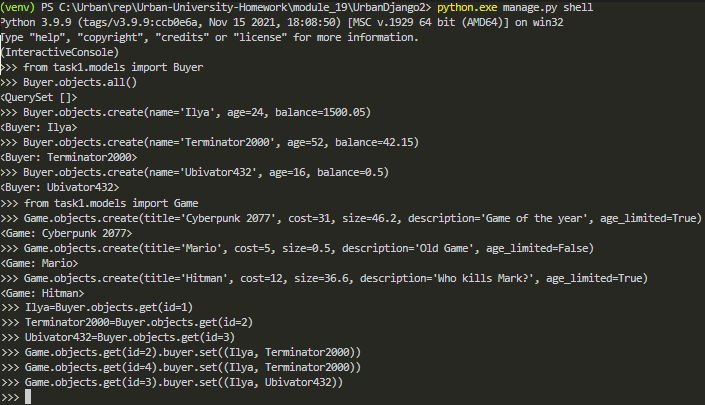 (venv) PS C:\Urban\rep\Urban-University-Homework\module_19\UrbanDjango2> python.exe manage.py shell
Python 3.9.9 (tags/v3.9.9:ccb0e6a, Nov 15 2021, 18:08:50) [MSC v.1929 64 bit (AMD64)] on win32
Type "help", "copyright", "credits" or "license" for more information.
(InteractiveConsole)
>>> from task1.models import Buyer
>>> Buyer.objects.all()
<QuerySet []>
>>> Buyer.objects.create(name='Ilya', age=24, balance=1500.05)
<Buyer: Ilya>
>>> Buyer.objects.create(name='Terminator2000', age=52, balance=42.15)
<Buyer: Terminator2000>
>>> Buyer.objects.create(name='Ubivator432', age=16, balance=0.5)
<Buyer: Ubivator432>
>>> from task1.models import Game
>>> Game.objects.create(title='Cyberpunk 2077', cost=31, size=46.2, description='Game of the year', age_limited=True)
<Game: Cyberpunk 2077>
>>> Game.objects.create(title='Mario', cost=5, size=0.5, description='Old Game', age_limited=False)
<Game: Mario>
>>> Game.objects.create(title='Hitman', cost=12, size=36.6, description='Who kills Mark?', age_limited=True)
<Game: Hitman>
>>> Ilya=Buyer.objects.get(id=1)
>>> Terminator2000=Buyer.objects.get(id=2)
>>> Ubivator432=Buyer.objects.get(id=3)
>>> Game.objects.get(id=2).buyer.set((Ilya, Terminator2000))
>>> Game.objects.get(id=4).buyer.set((Ilya, Terminator2000))
>>> Game.objects.get(id=3).buyer.set((Ilya, Ubivator432))
>>>